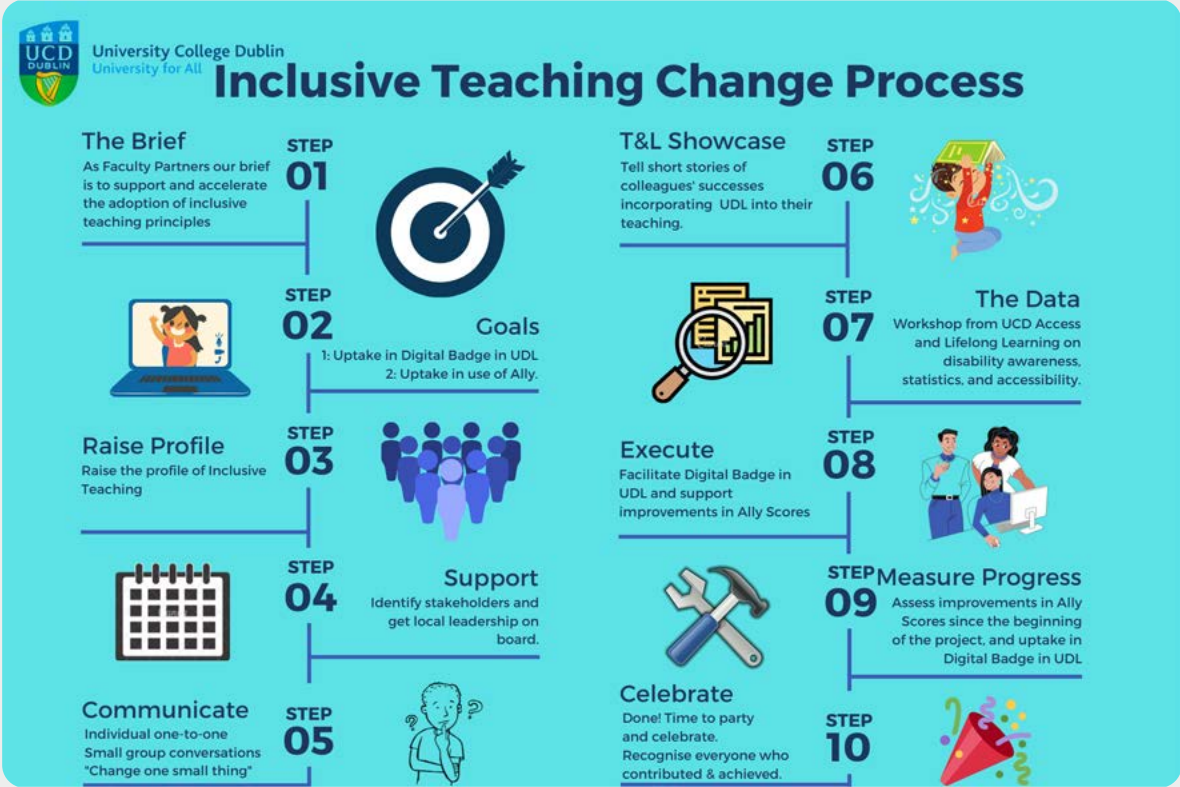 UCD
DUBLIN
University College Dublin
University for All
Inclusive Teaching Change Process
The Brief
As Faculty Partners our brief
is to support and accelerate
the adoption of inclusive
teaching principles
STEP
01
STEP
02
Goals
1: Uptake in Digital Badge in UDL
2: Uptake in use of Ally.
Raise Profile
Raise the profile of Inclusive
Teaching
STEP
03
STEP
04
Support
Identify stakeholders and
get local leadership on
board.
Communicate
Individual one-to-one
Small group conversations
"Change one small thing"
STEP
05
T&L Showcase
Tell short stories of
colleagues' successes
incorporating UDL into their
teaching.
STEP
06
STEP
07
The Data
Workshop from UCD Access
and Lifelong Learning on
disability awareness,
statistics, and accessibility.
Execute
Facilitate Digital Badge in
UDL and support
improvements in Ally Scores
STEP
08
STEP
09
Measure Progress
Assess improvements in Ally
Scores since the beginning
of the project, and uptake in
Digital Badge in UDL
Celebrate
Done! Time to party
and celebrate.
Recognise everyone who
contributed & achieved.
STEP
10